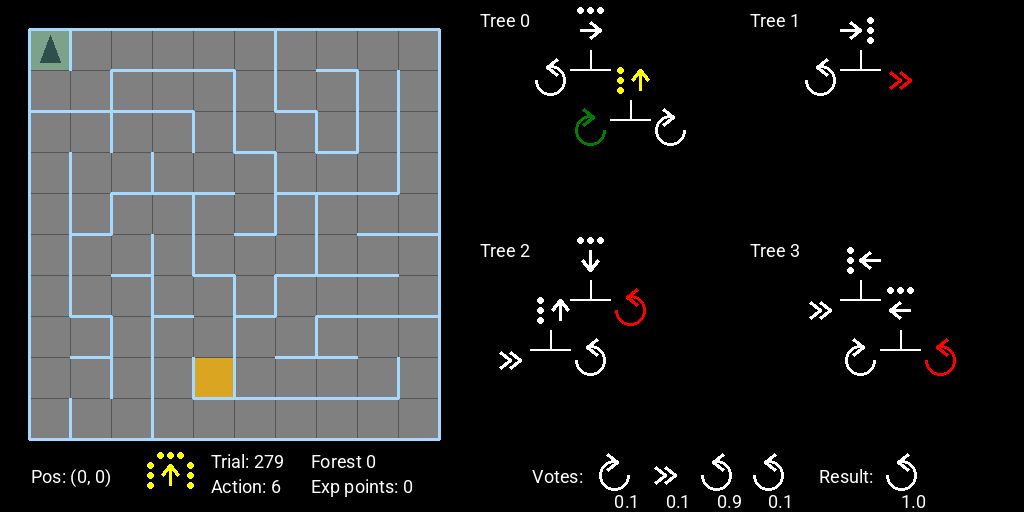 Tree 0
Tree 1
Tree 2
Tree 3
Pos: (0, 0)
Trial: 279
Forest 0
Action: 6
Exp points: 0
Votes:
0.1
0.1
0.9
0.1
Result:
1.0